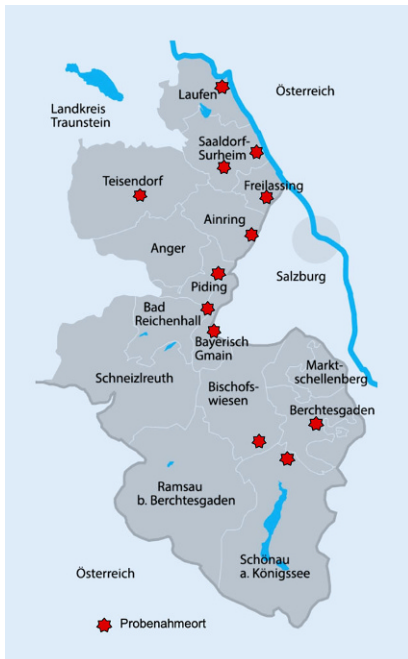 Laufen
Österreich
Landkreis
Traunstein
Saaldorf-
Surheim
Teisendorf
Freilassing
Ainring
Anger
Salzburg
Piding
Bad
Reichenhall
Bayerisch
Gmain
Schneizlreuth
Markt-
schellenberg
Bischofs-
wiesen
Berchtesgaden
Ramsau
b. Berchtesgaden
Schönau
a. Königssee
Österreich
Probenahmeort